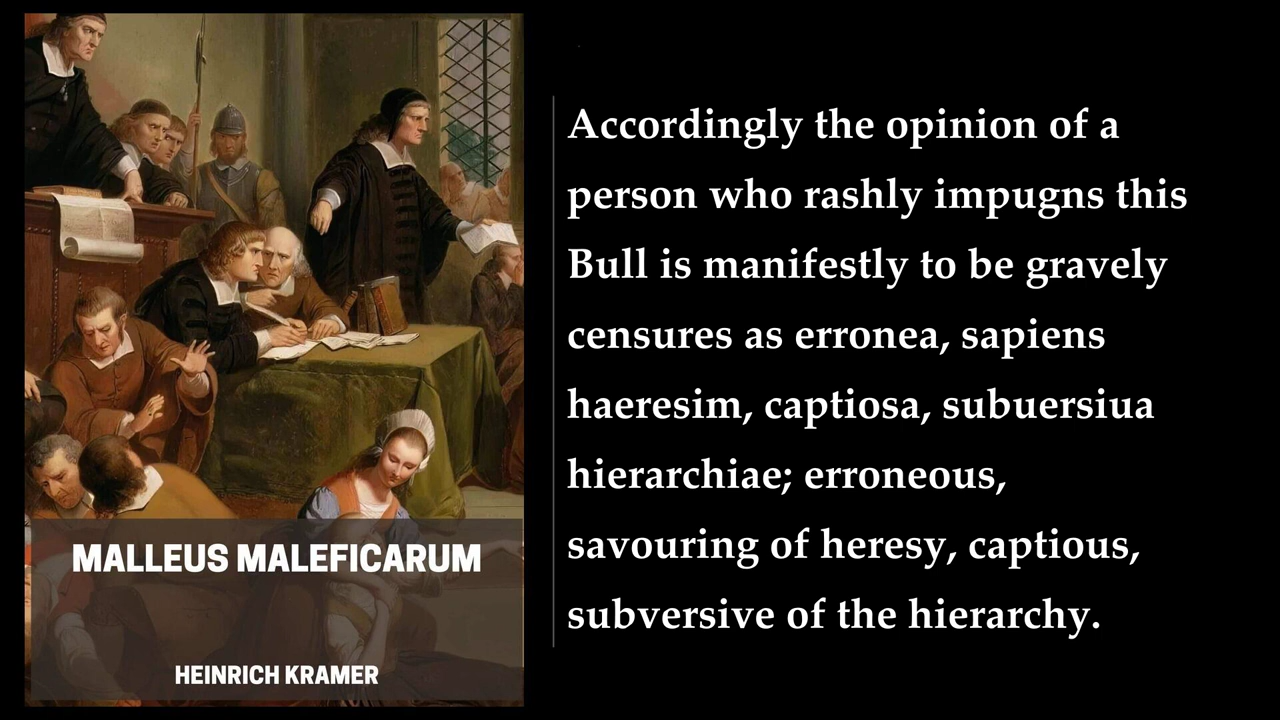 MALLEUS MALEFICARUM
HEINRICH KRAMER
Accordingly the opinion of a
person who rashly impugns this
Bull is manifestly to be gravely
censures as erronea, sapiens
haeresim, captiosa, subuersiua
hierarchiae; erroneous,
savouring of heresy, captious,
subversive of the hierarchy.